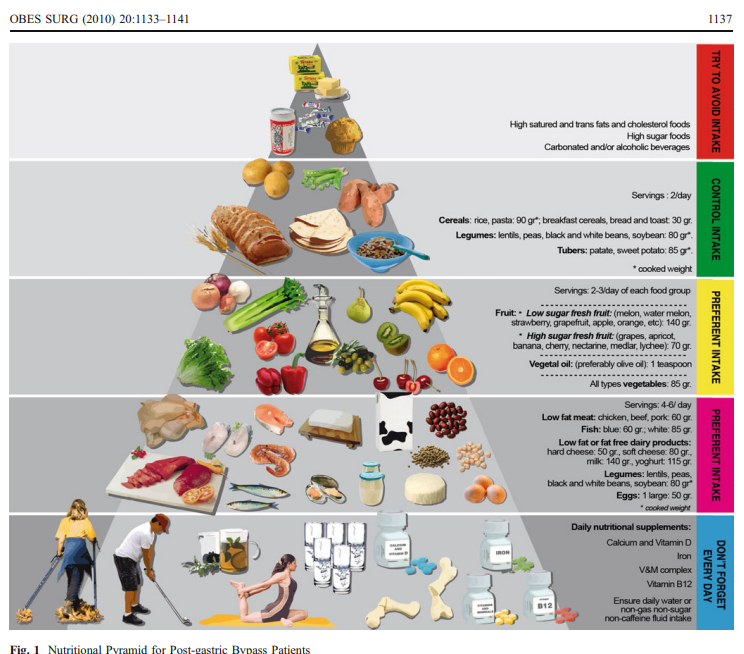 OBES SURG (2010) 20:1133–1141
1137
TRY TO AVOID INTAKE
High satured and trans fats and cholesterol foods
High sugar foods
Carbonated and/or alcoholic beverages
CONTROL INTAKE
Servings : 2/day
Cereals: rice, pasta: 90 gr*; breakfast cereals, bread and toast: 30 gr.
Legumes: lentils, peas, black and white beans, soybean: 80 gr*.
Tubers: patate, sweet potato: 85 gr*.
* cooked weight
PREFERENT INTAKE
Servings: 2-3/day of each food group
Fruit: * Low sugar fresh fruit: (melon, water melon,
strawberry, grapefruit, apple, orange, etc): 140 gr.
* High sugar fresh fruit: (grapes, apricot,
banana, cherry, nectarine, medlar, lychee): 70 gr.
Vegetal oil: (preferably olive oil): 1 teaspoon
All types vegetables: 85 gr.
PREFERENT INTAKE
Servings: 4-6/ day
Low fat meat: chicken, beef, pork: 60 gr.
Fish: blue: 60 gr.; white: 85 gr.
Low fat or fat free dairy products:
hard cheese: 50 gr., soft cheese: 80 gr.,
milk: 140 gr., yoghurt: 115 gr.
Legumes: lentils, peas,
black and white beans, soybean: 80 gr*
Eggs: 1 large: 50 gr.
* cooked weight
DON'T FORGET
EVERY DAY
Daily nutritional supplements:
Calcium and Vitamin D
Iron
V&M complex
Vitamin B12
Ensure daily water or
non-gas non-sugar
non-caffeine fluid intake
CALCIUM
AND
VITAMIN D
IRON
VITAMINS
AND
MINERALS
B12
Fig. 1 Nutritional Pyramid for Post-gastric Bypass Patients